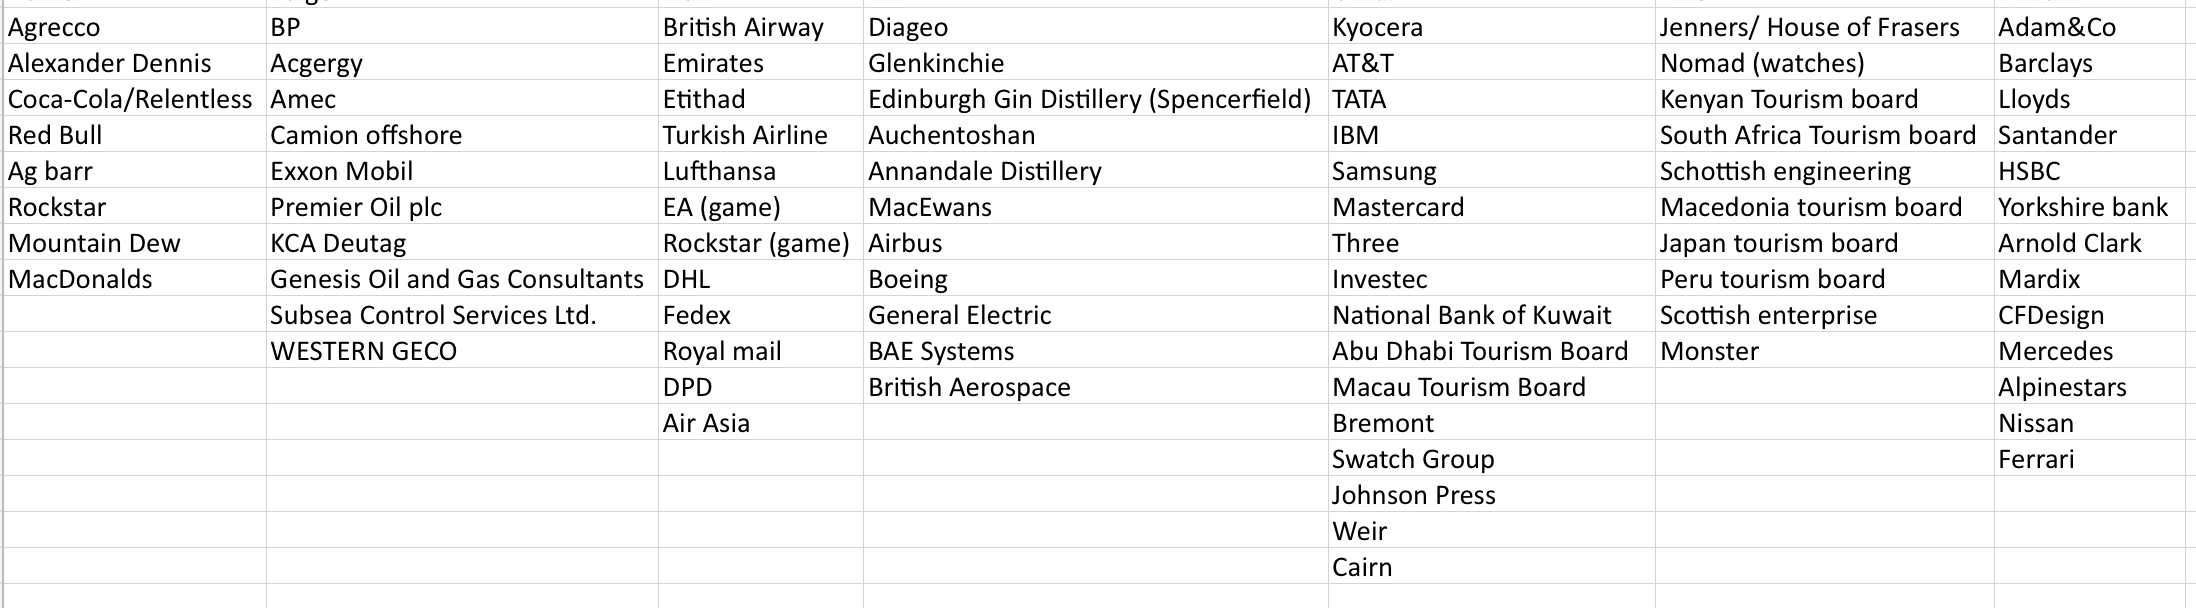 Agrecco BP British Airway Diageo Kyocera Jenners/ House of Frasers Adam&Co
Alexander Dennis Acgergy Emirates Glenkinchie AT&T Nomad (watches) Barclays
Coca-Cola/Relentless Amec Etithad Edinburgh Gin Distillery (Spencerfield) TATA Kenyan Tourism board Lloyds
Red Bull Camion offshore Turkish Airline Auchentoshan IBM South Africa Tourism board Santander
Ag barr Exxon Mobil Lufthansa Annandale Distillery Samsung Schottish engineering HSBC
Rockstar Premier Oil plc EA (game) MacEwans Mastercard Macedonia tourism board Yorkshire bank
Mountain Dew KCA Deutag Rockstar (game) Airbus Three Japan tourism board Arnold Clark
MacDonalds Genesis Oil and Gas Consultants DHL Boeing Investec Peru tourism board Mardix
Subsea Control Services Ltd. Fedex General Electric National Bank of Kuwait Scottish enterprise CFDesign
WESTERN GECO Royal mail BAE Systems Abu Dhabi Tourism Board Monster Mercedes
DPD British Aerospace Macau Tourism Board Alpinestars
Air Asia Bremont Nissan
Swatch Group Ferrari
Johnson Press
Weir
Cairn